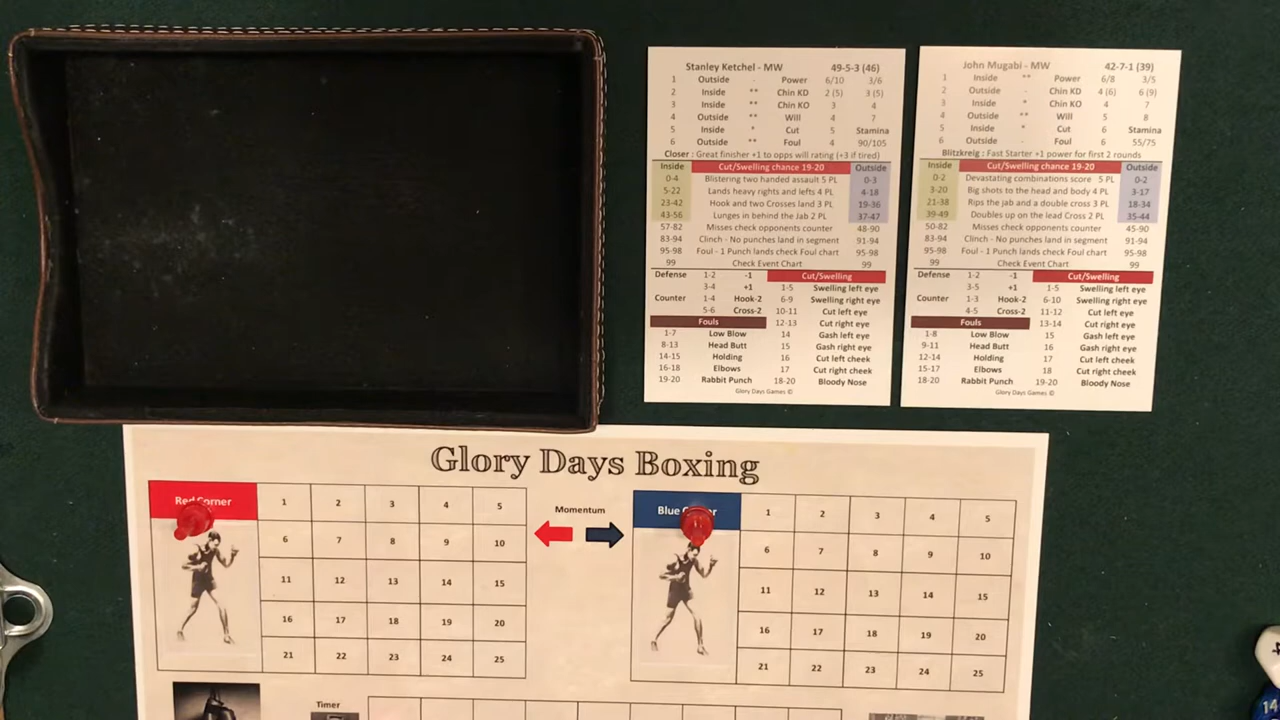 Stanley Ketchel - MW 49-5-3 (46)
1 Outside - Power 6/10 3/6
2 Inside ** Chin KD 2 (5) 3 (5)
3 Inside ** Chin KO 3 4
4 Outside ** Will 4 7
5 Inside * Cut 5 Stamina
6 Outside ** Foul 4 90/105
Closer : Great finisher +1 to opps will rating (+3 if tired)
Inside Cut/Swelling chance 19-20 Outside
0-4 Blistering two handed assault 5 PL 0-3
5-22 Lands heavy rights and lefts 4 PL 4-18
23-42 Hook and two Crosses land 3 PL 19-36
43-56 Lunges in behind the Jab 2 PL 37-47
57-82 Misses check opponents counter 48-90
83-94 Clinch - No punches land in segment 91-94
95-98 Foul - 1 Punch lands check Foul chart 95-98
99 Check Event Chart 99
Defense 1-2 -1 Cut/Swelling
3-4 +1 1-5 Swelling left eye
Counter 1-4 Hook-2 6-9 Swelling right eye
5-6 Cross-2 10-11 Cut left eye
Fouls 12-13 Cut right eye
1-7 Low Blow 14 Gash left eye
8-13 Head Butt 15 Gash right eye
14-15 Holding 16 Cut left cheek
16-18 Elbows 17 Cut right cheek
19-20 Rabbit Punch 18-20 Bloody Nose
Glory Days Games ©
John Mugabi - MW 42-7-1 (39)
1 Inside ** Power 6/8 3/5
2 Outside - Chin KD 4 (6) 6 (9)
3 Inside * Chin KO 4 7
4 Outside ** Will 5 8
5 Inside * Cut 6 Stamina
6 Outside - Foul 6 55/75
Blitzkreig : Fast Starter +1 power for first 2 rounds
Inside Cut/Swelling chance 19-20 Outside
0-2 Devastating combinations score 5 PL 0-2
3-20 Big shots to the head and body 4 PL 3-17
21-38 Rips the jab and a double cross 3 PL 18-34
39-49 Doubles up on the lead Cross 2 PL 35-44
50-82 Misses check opponents counter 45-90
83-94 Clinch - No punches land in segment 91-94
95-98 Foul - 1 Punch lands check Foul chart 95-98
99 Check Event Chart 99
Defense 1-2 -1 Cut/Swelling
3-5 +1 1-5 Swelling left eye
Counter 1-3 Hook-2 6-10 Swelling right eye
4-5 Cross-2 11-12 Cut left eye
Fouls 13-14 Cut right eye
1-8 Low Blow 15 Gash left eye
9-11 Head Butt 16 Gash right eye
12-14 Holding 17 Cut left cheek
15-17 Elbows 18 Cut right cheek
18-20 Rabbit Punch 19-20 Bloody Nose
Glory Days Games ©
Glory Days Boxing
Red Corner 1 2 3 4 5
6 7 8 9 10
11 12 13 14 15
16 17 18 19 20
21 22 23 24 25
Momentum
Blue 1 2 3 4 5
6 7 8 9 10
11 12 13 14 15
16 17 18 19 20
21 22 23 24 25
Timer
14